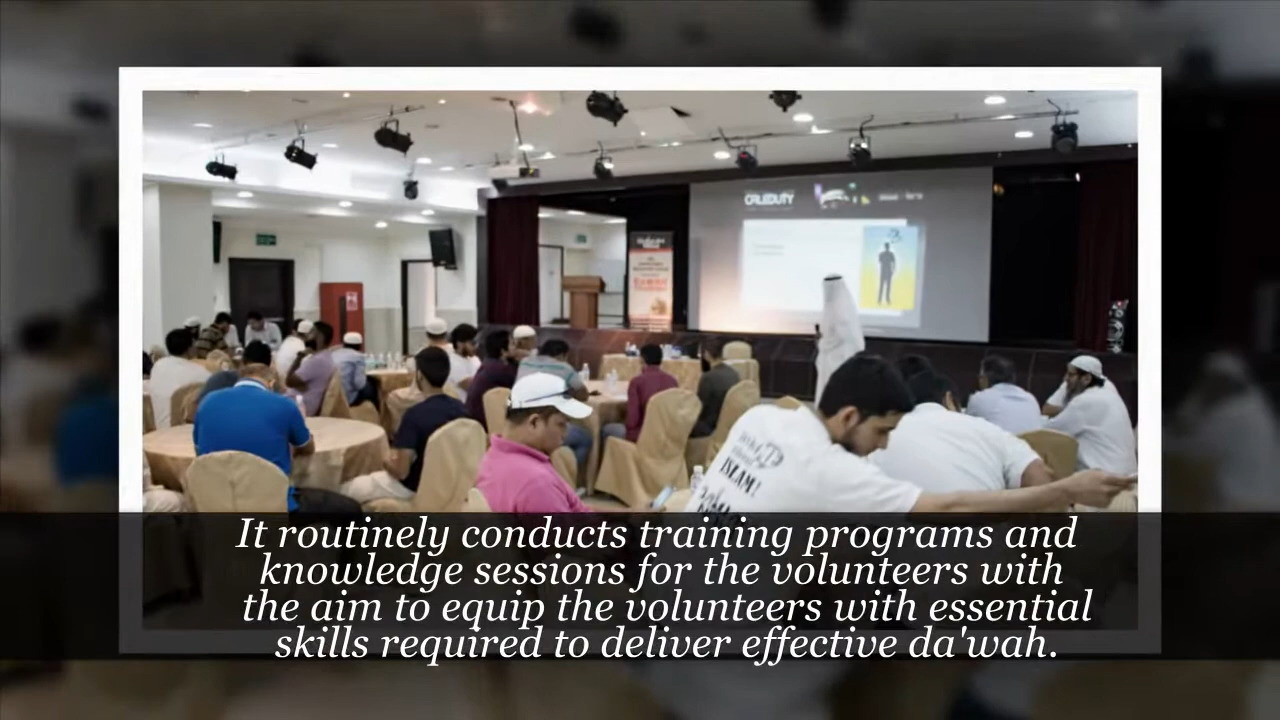 CALLEDUTY
ISLAM!
It routinely conducts training programs and
knowledge sessions for the volunteers with
the aim to equip the volunteers with essential
skills required to deliver effective da'wah.